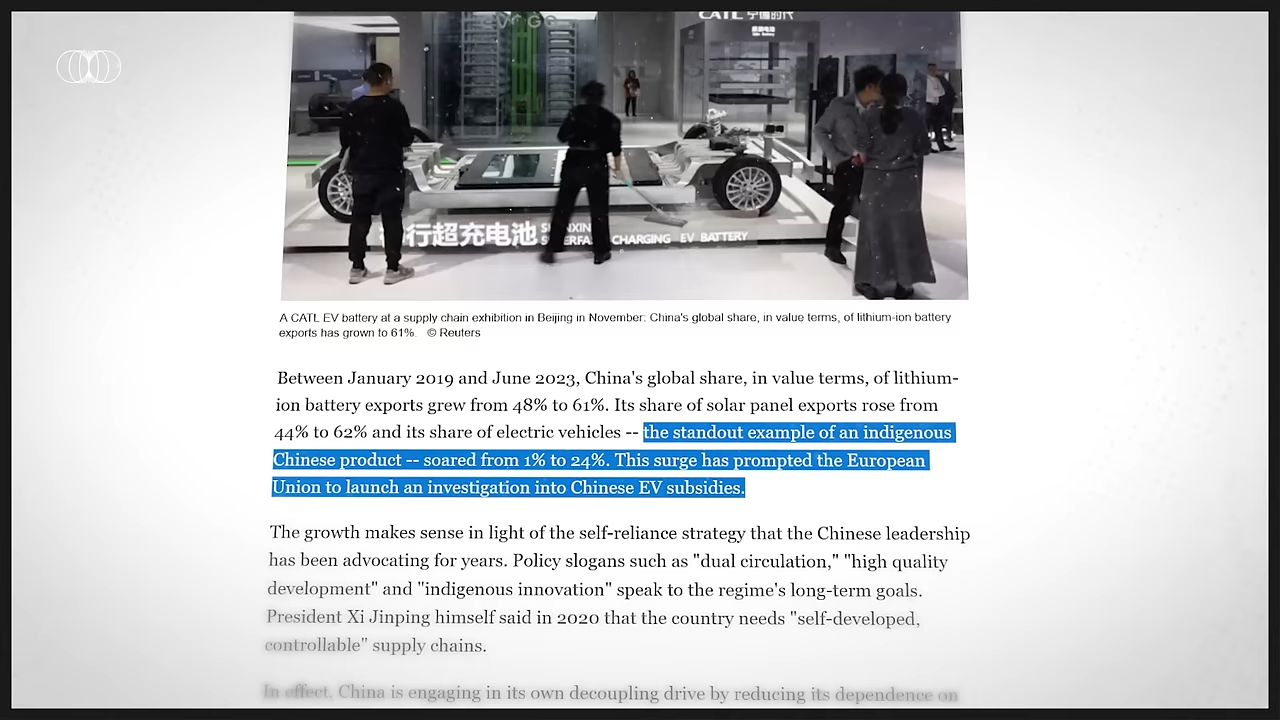 CATL 宁德时代
行超充电池
CHARGING EV BATTERY
A CATL EV battery at a supply chain exhibition in Beijing in November: China's global share, in value terms, of lithium-ion battery
exports has grown to 61%. © Reuters
Between January 2019 and June 2023, China's global share, in value terms, of lithium-
ion battery exports grew from 48% to 61%. Its share of solar panel exports rose from
44% to 62% and its share of electric vehicles -- the standout example of an indigenous
Chinese product -- soared from 1% to 24%. This surge has prompted the European
Union to launch an investigation into Chinese EV subsidies.
The growth makes sense in light of the self-reliance strategy that the Chinese leadership
has been advocating for years. Policy slogans such as "dual circulation," "high quality
development" and "indigenous innovation" speak to the regime's long-term goals.
President Xi Jinping himself said in 2020 that the country needs "self-developed,
controllable" supply chains.
In effect, China is engaging in its own decoupling drive by reducing its dependence on